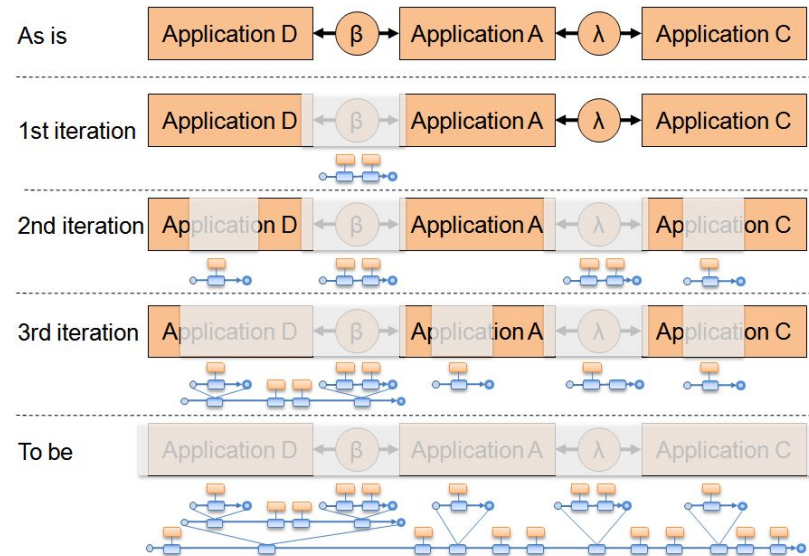 As is Application D β Application A λ Application C
1st iteration Application D β Application A λ Application C
2nd iteration Application D β Application A λ Application C
3rd iteration Application D β Application A λ Application C
To be Application D β Application A λ Application C